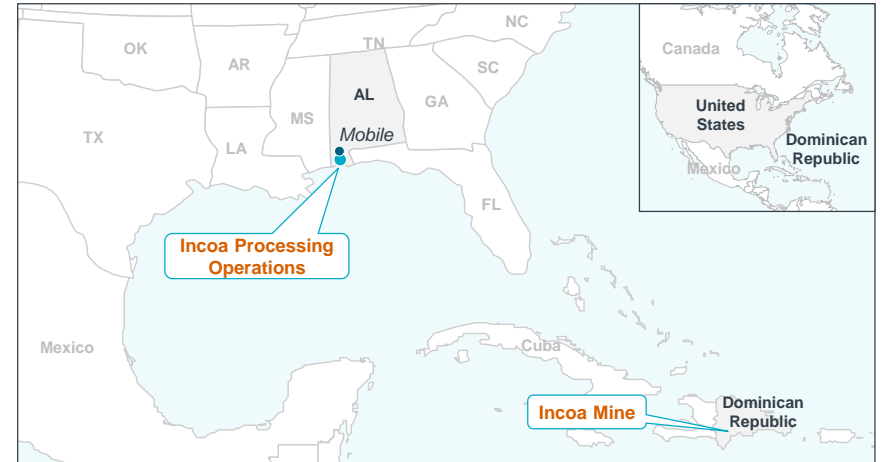 NC
OK
TN
AR
SC
AL
MS
GA
Mobile
TX
LA
FL
Incoa Processing
Operations
Mexico
Cuba
Incoa Mine
Dominican
Republic
Canada
United
States
Dominican
Republic
Mexico